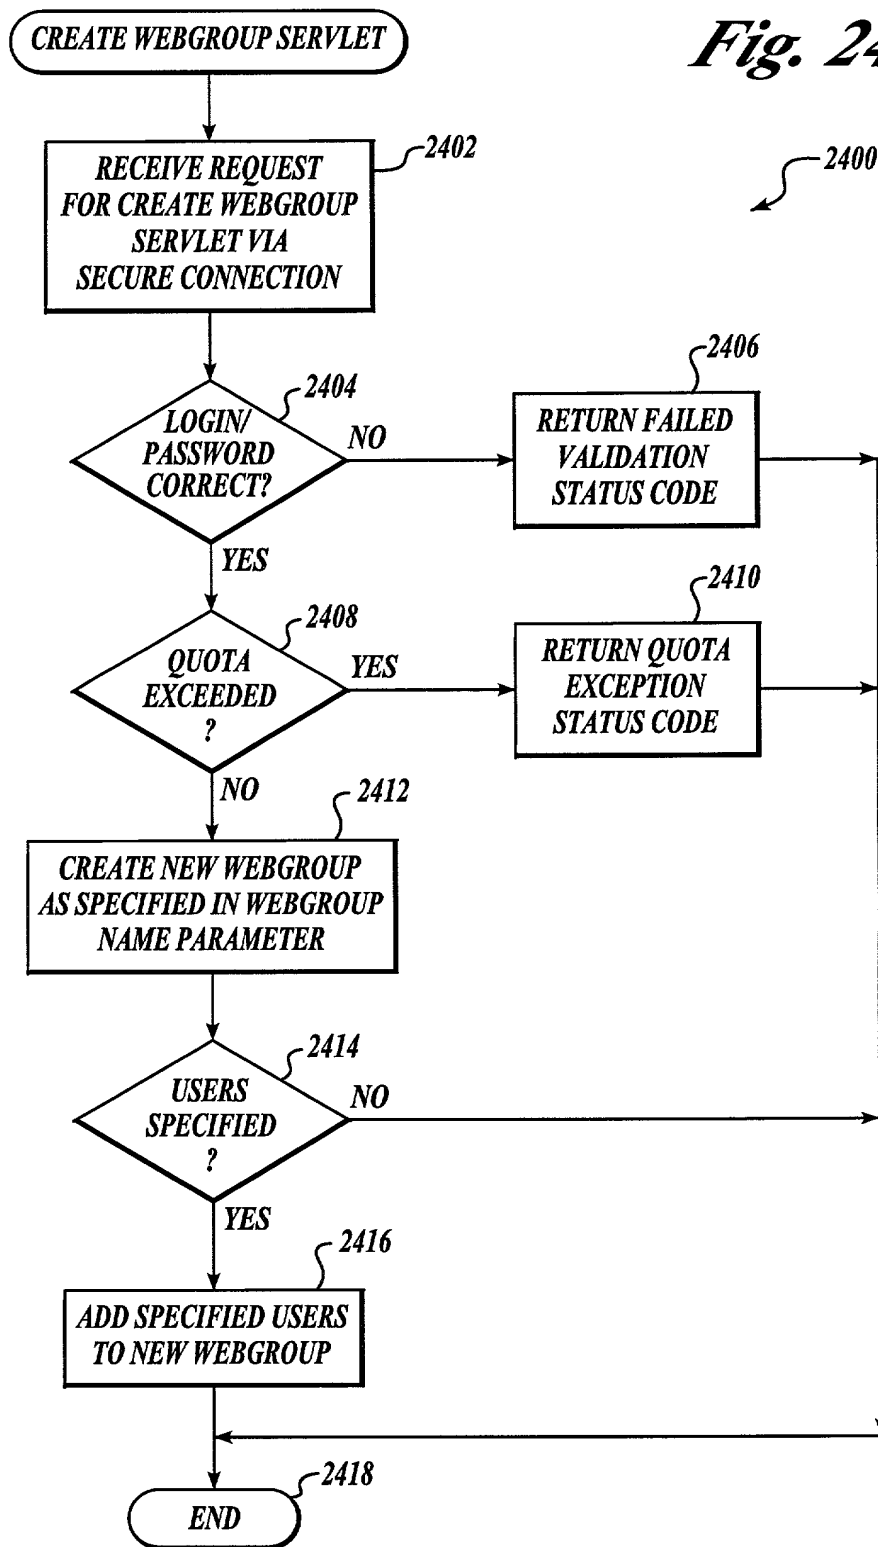 CREATE WEBGROUP SERVLET
Fig. 24
2402
2400
RECEIVE REQUEST
FOR CREATE WEBGROUP
SERVLET VIA
SECURE CONNECTION
2404
LOGIN/
PASSWORD
CORRECT?
NO
2406
RETURN FAILED
VALIDATION
STATUS CODE
YES
2408
QUOTA
EXCEEDED
?
YES
2410
RETURN QUOTA
EXCEPTION
STATUS CODE
NO
2412
CREATE NEW WEBGROUP
AS SPECIFIED IN WEBGROUP
NAME PARAMETER
2414
USERS
SPECIFIED
?
NO
YES
2416
ADD SPECIFIED USERS
TO NEW WEBGROUP
2418
END